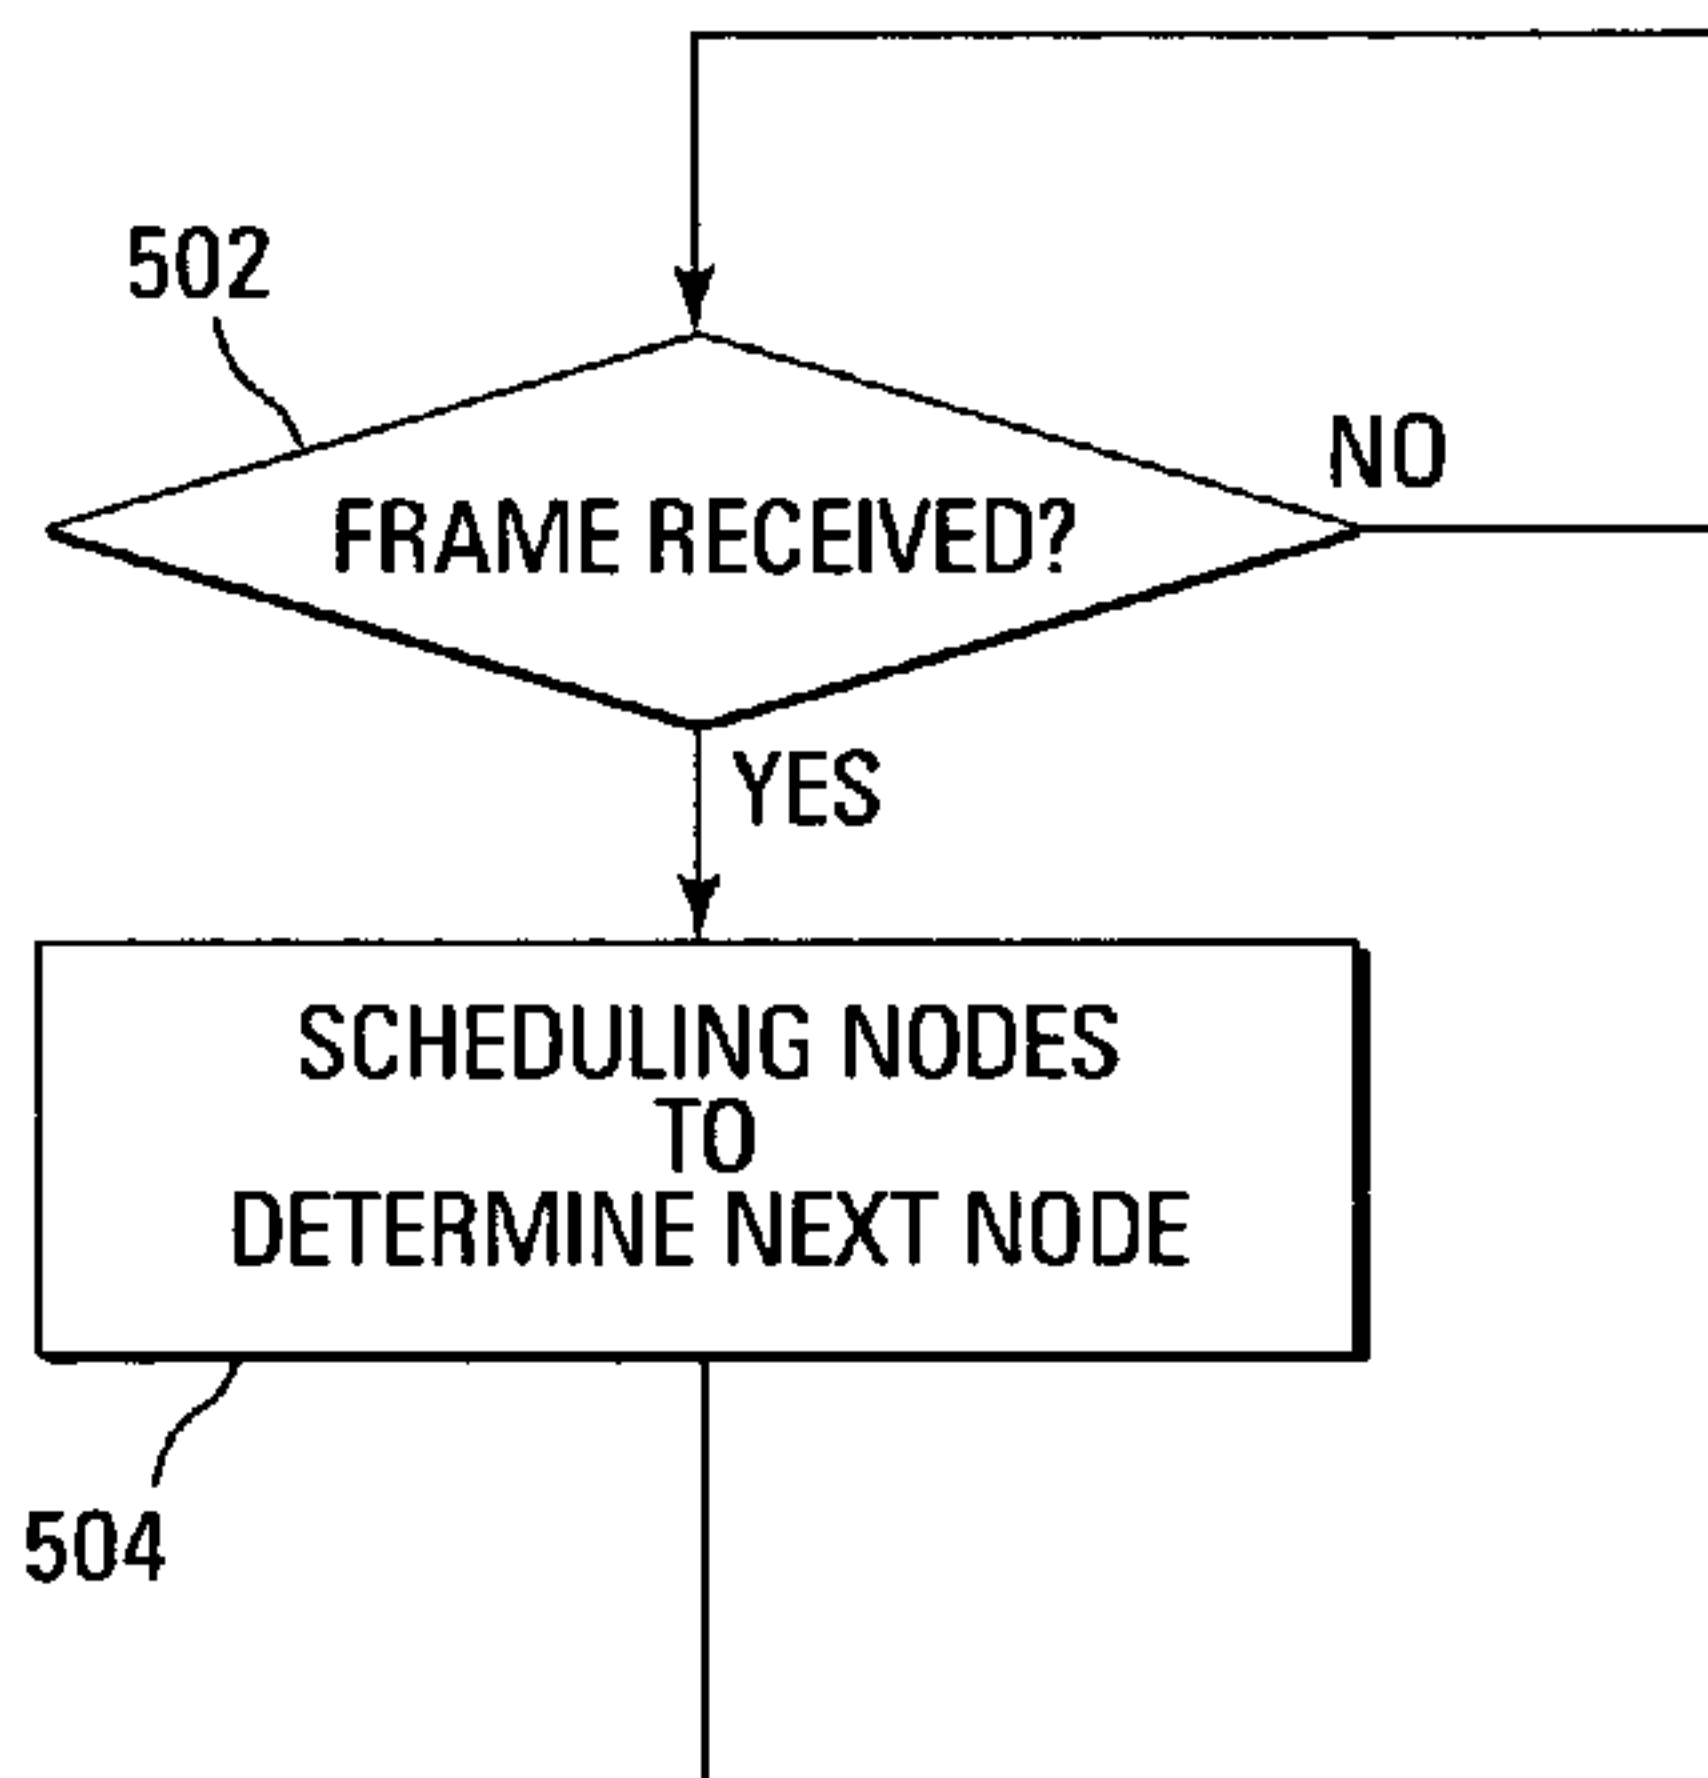 502
NO
FRAME RECEIVED?
YES
SCHEDULING NODES
TO
DETERMINE NEXT NODE
504